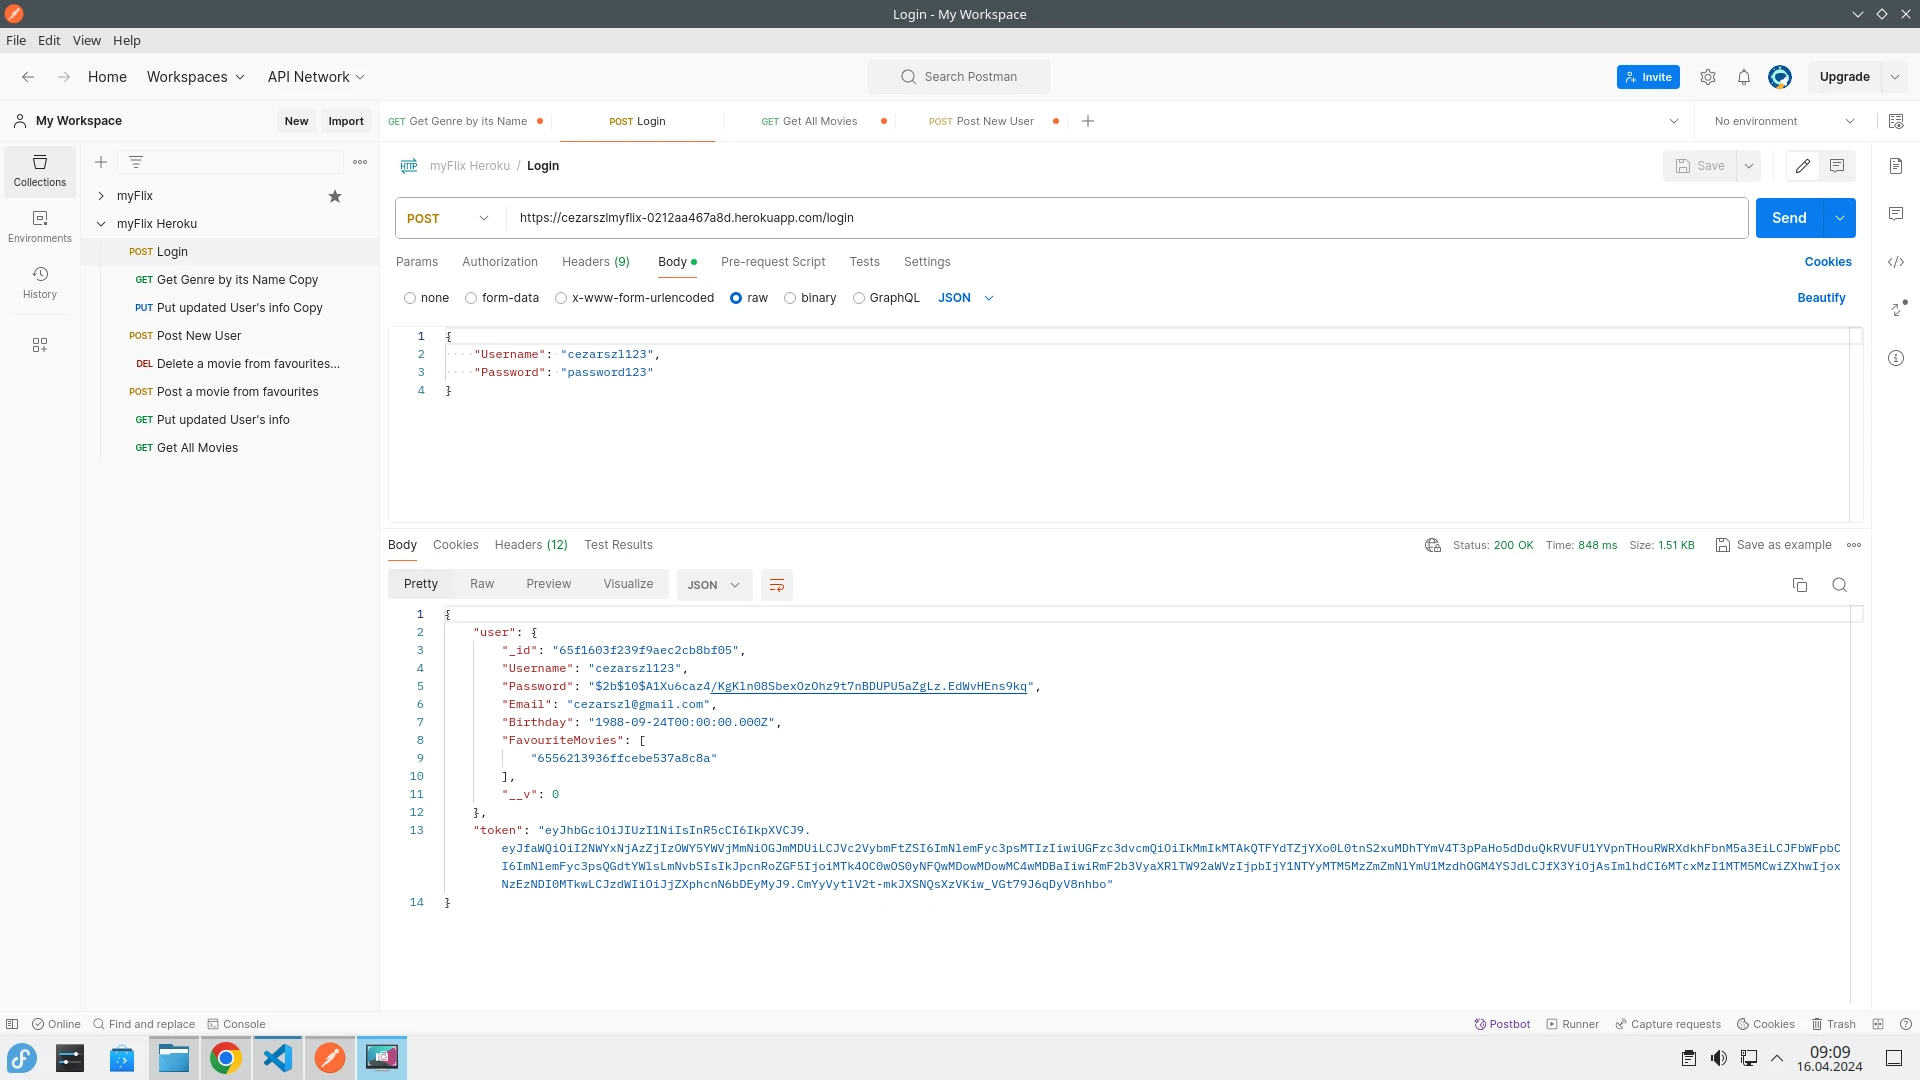 Login - My Workspace
File Edit View Help
Home Workspaces API Network Search Postman Invite Upgrade
My Workspace New Import GET Get Genre by its Name POST Login GET Get All Movies POST Post New User No environment
Collections
Environments
History
myFlix
myFlix Heroku
POST Login
GET Get Genre by its Name Copy
PUT Put updated User's info Copy
POST Post New User
DEL Delete a movie from favourites...
POST Post a movie from favourites
GET Put updated User's info
GET Get All Movies
HTTP myFlix Heroku / Login Save
POST https://cezarszlmyflix-0212aa467a8d.herokuapp.com/login Send
Params Authorization Headers (9) Body Pre-request Script Tests Settings Cookies
none form-data x-www-form-urlencoded raw binary GraphQL JSON Beautify
1 {
2 "Username": "cezarszl123",
3 "Password": "password123"
4 }
Body Cookies Headers (12) Test Results Status: 200 OK Time: 848 ms Size: 1.51 KB Save as example
Pretty Raw Preview Visualize JSON
1 {
2 "user": {
3 "_id": "65f1603f239f9aec2cb8bf05",
4 "Username": "cezarszl123",
5 "Password":
6 "Email": "cezarszl@gmail.com",
7 "Birthday": "1988-09-24T00:00:00.000Z",
8 "FavouriteMovies": [
9 "6556213936ffcebe537a8c8a"
10 ],
11 "__v": 0
12 },
13 "token": "eyJhbGciOiJIUzI1NiIsInR5cCI6IkpXVCJ9.
14 }
Online Find and replace Console Postbot Runner Capture requests Cookies Trash
09:09
16.04.2024